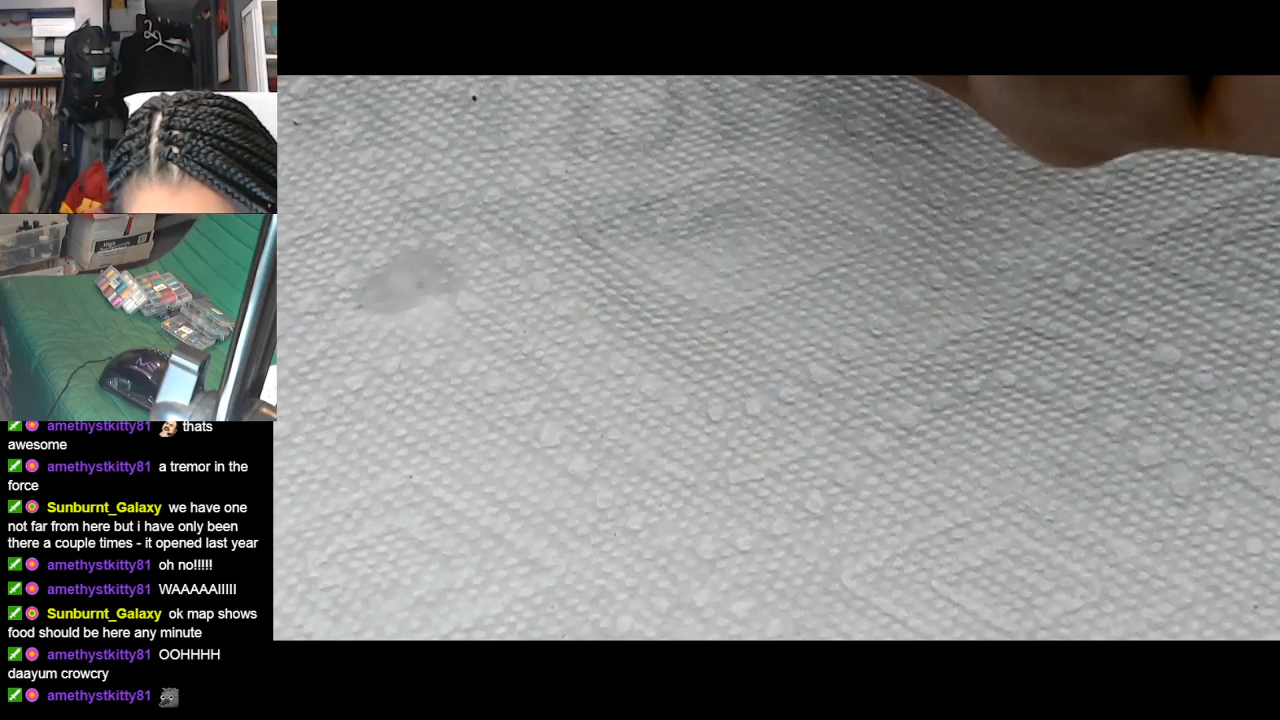 High
amethystkitty81 thats
awesome
amethystkitty81 a tremor in the
force
Sunburnt_Galaxy we have one
not far from here but i have only been
there a couple times - it opened last year
amethystkitty81 oh no!!!!!
amethystkitty81 WAAAAAIIIII
Sunburnt_Galaxy ok map shows
food should be here any minute
amethystkitty81 OOHHHH
daayum crowcry
amethystkitty81